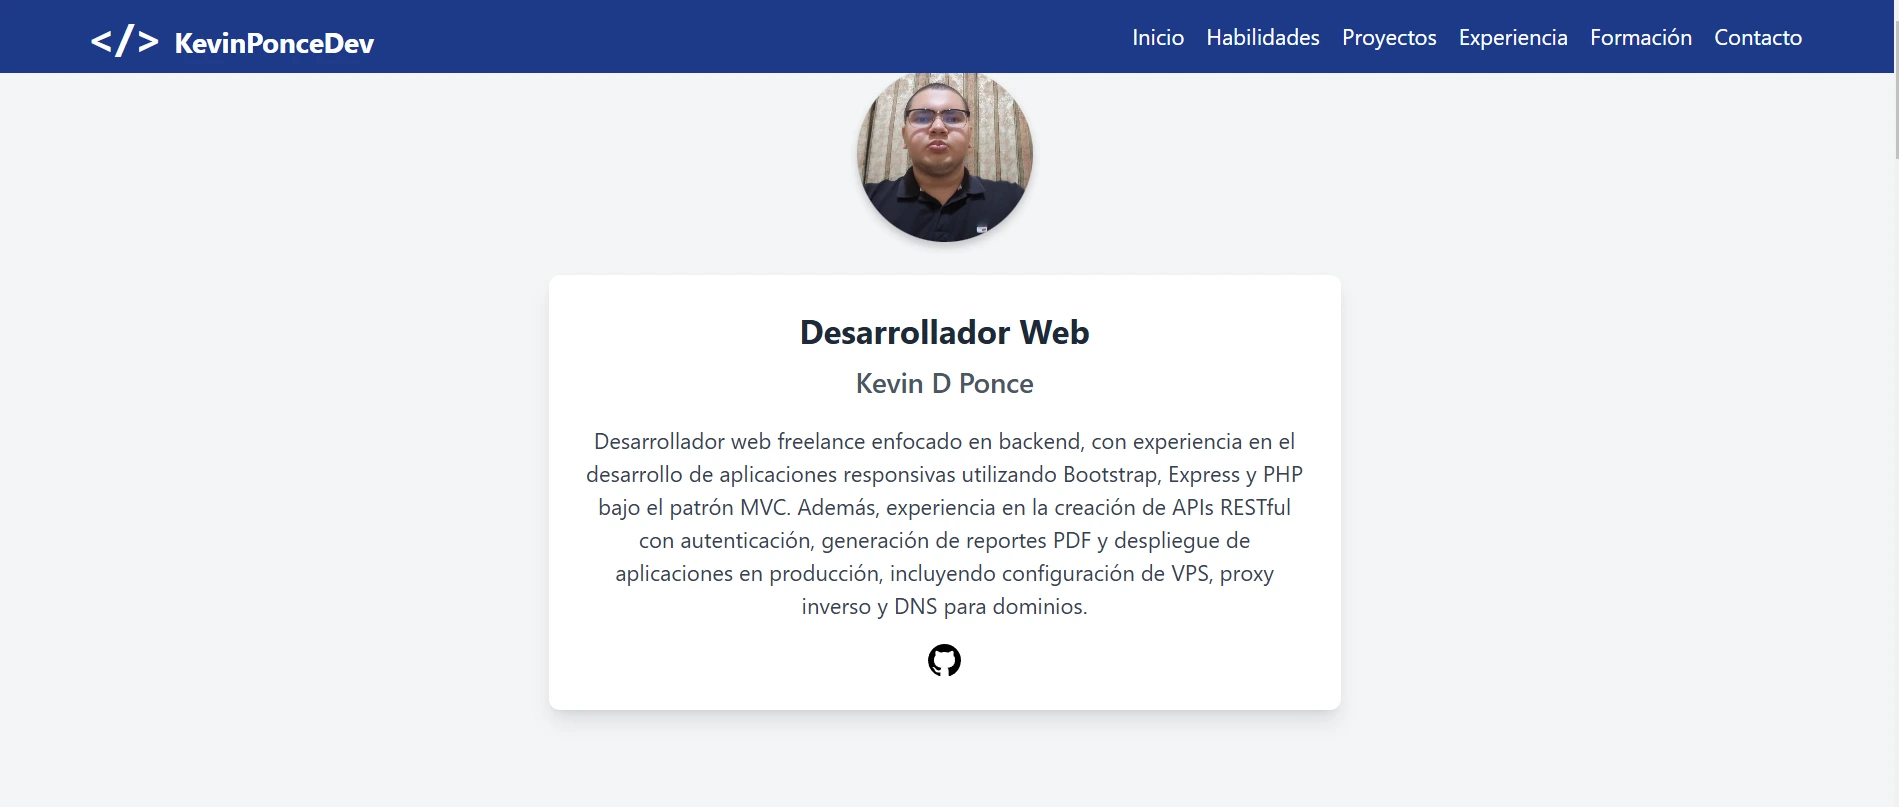 </> KevinPonceDev
Inicio Habilidades Proyectos Experiencia Formación Contacto
Desarrollador Web
Kevin D Ponce
Desarrollador web freelance enfocado en backend, con experiencia en el
desarrollo de aplicaciones responsivas utilizando Bootstrap, Express y PHP
bajo el patrón MVC. Además, experiencia en la creación de APIs RESTful
con autenticación, generación de reportes PDF y despliegue de
aplicaciones en producción, incluyendo configuración de VPS, proxy
inverso y DNS para dominios.